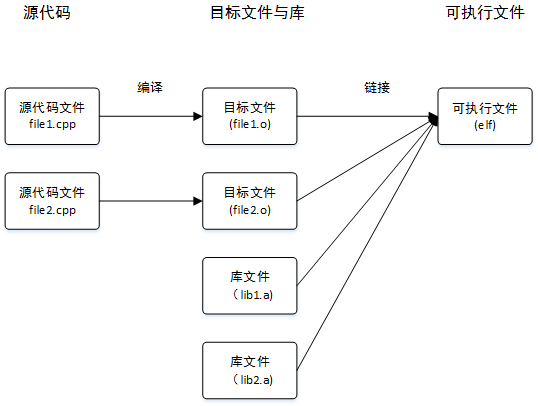 源代码
目标文件与库
可执行文件
编译
链接
源代码文件
file1.cpp
目标文件
(file1.o)
可执行文件
(elf)
源代码文件
file2.cpp
目标文件
(file2.o)
库文件
（lib1.a)
库文件
（lib2.a)